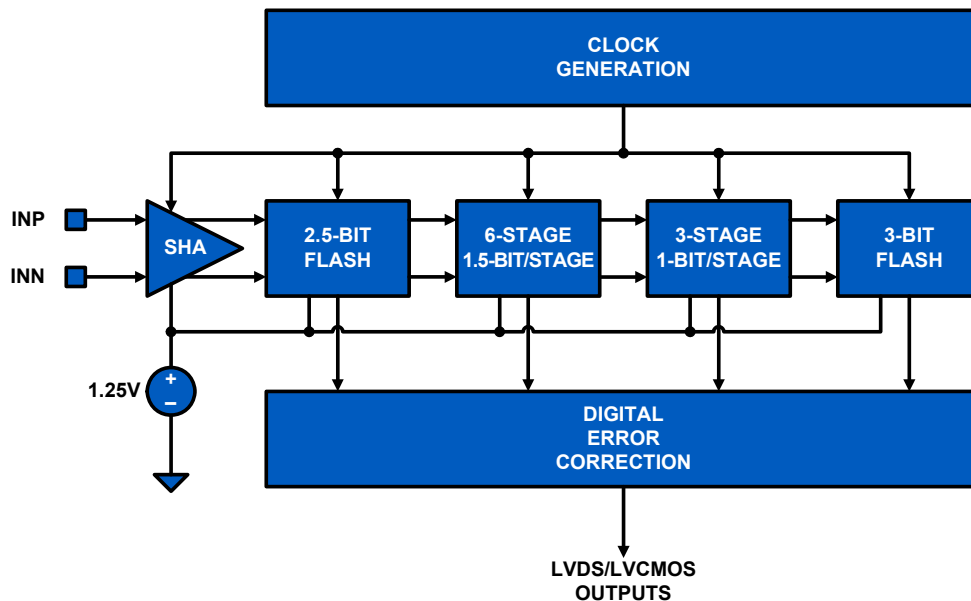 CLOCK
GENERATION
INP
INN
SHA
2.5-BIT
FLASH
6-STAGE
1.5-BIT/STAGE
3-STAGE
1-BIT/STAGE
3-BIT
FLASH
1.25V
+
–
DIGITAL
ERROR
CORRECTION
LVDS/LVCMOS
OUTPUTS